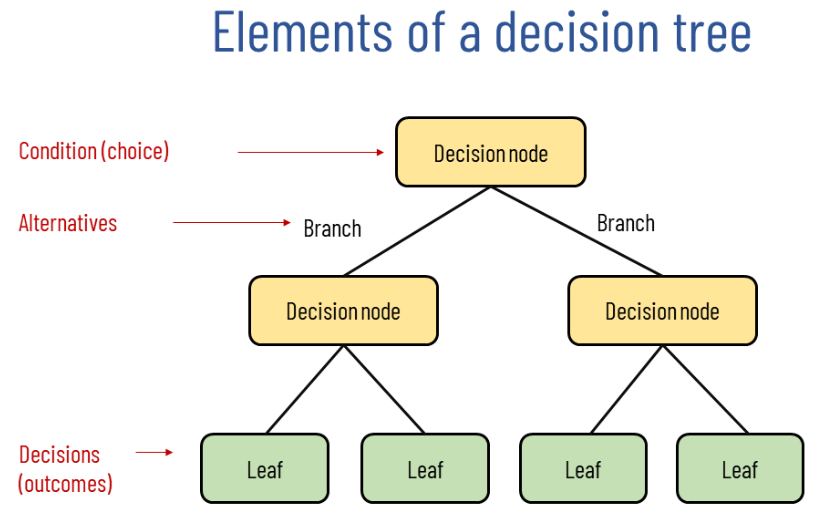 Elements of a decision tree
Condition (choice)
Decision node
Alternatives
Branch
Branch
Decision node
Decision node
Decisions
(outcomes)
Leaf
Leaf
Leaf
Leaf